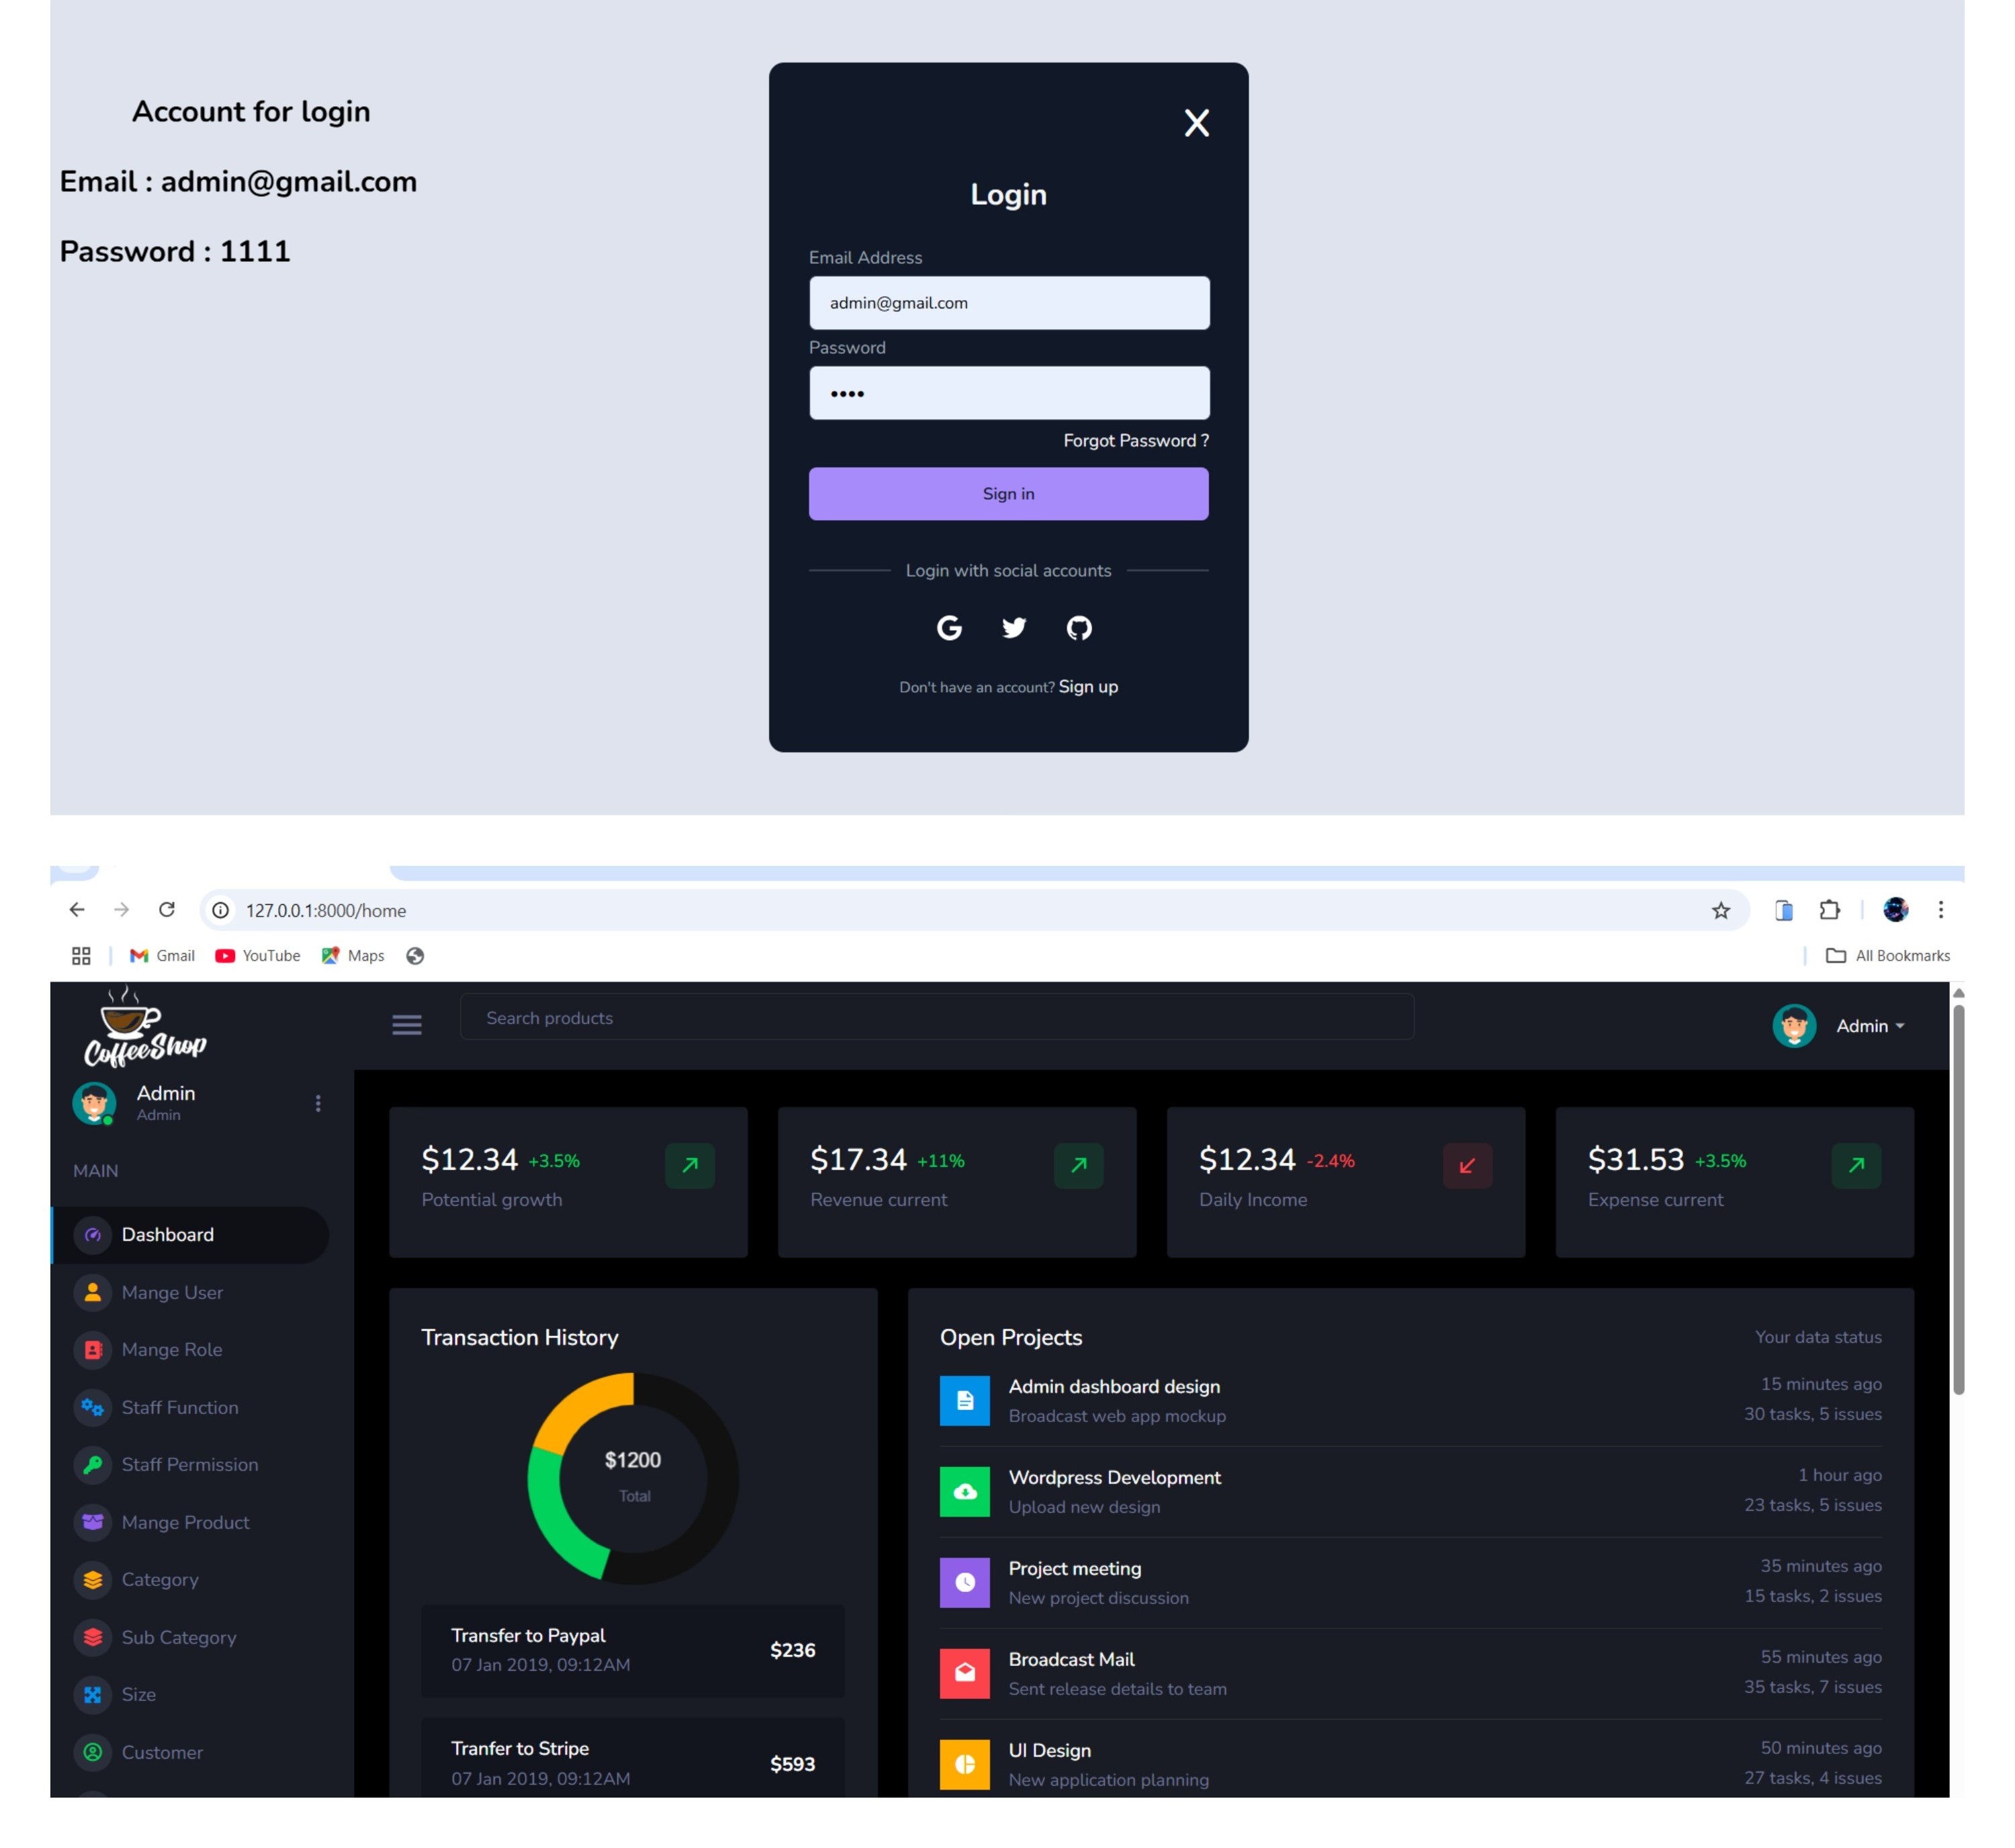 Account for login
Email : admin@gmail.com
Password : 1111
X
Login
Email Address
admin@gmail.com
Password
••••
Forgot Password ?
Sign in
Login with social accounts
Don't have an account? Sign up
127.0.0.1:8000/home
Gmail YouTube Maps All Bookmarks
CoffeeShop
Search products
Admin
Admin
Admin
MAIN
Dashboard
Mange User
Mange Role
Staff Function
Staff Permission
Mange Product
Category
Sub Category
Size
Customer
$12.34 +3.5%
Potential growth
$17.34 +11%
Revenue current
$12.34 -2.4%
Daily Income
$31.53 +3.5%
Expense current
Transaction History
$1200
Total
Transfer to Paypal
07 Jan 2019, 09:12AM
$236
Tranfer to Stripe
07 Jan 2019, 09:12AM
$593
Open Projects
Your data status
Admin dashboard design
Broadcast web app mockup
15 minutes ago
30 tasks, 5 issues
Wordpress Development
Upload new design
1 hour ago
23 tasks, 5 issues
Project meeting
New project discussion
35 minutes ago
15 tasks, 2 issues
Broadcast Mail
Sent release details to team
55 minutes ago
35 tasks, 7 issues
UI Design
New application planning
50 minutes ago
27 tasks, 4 issues